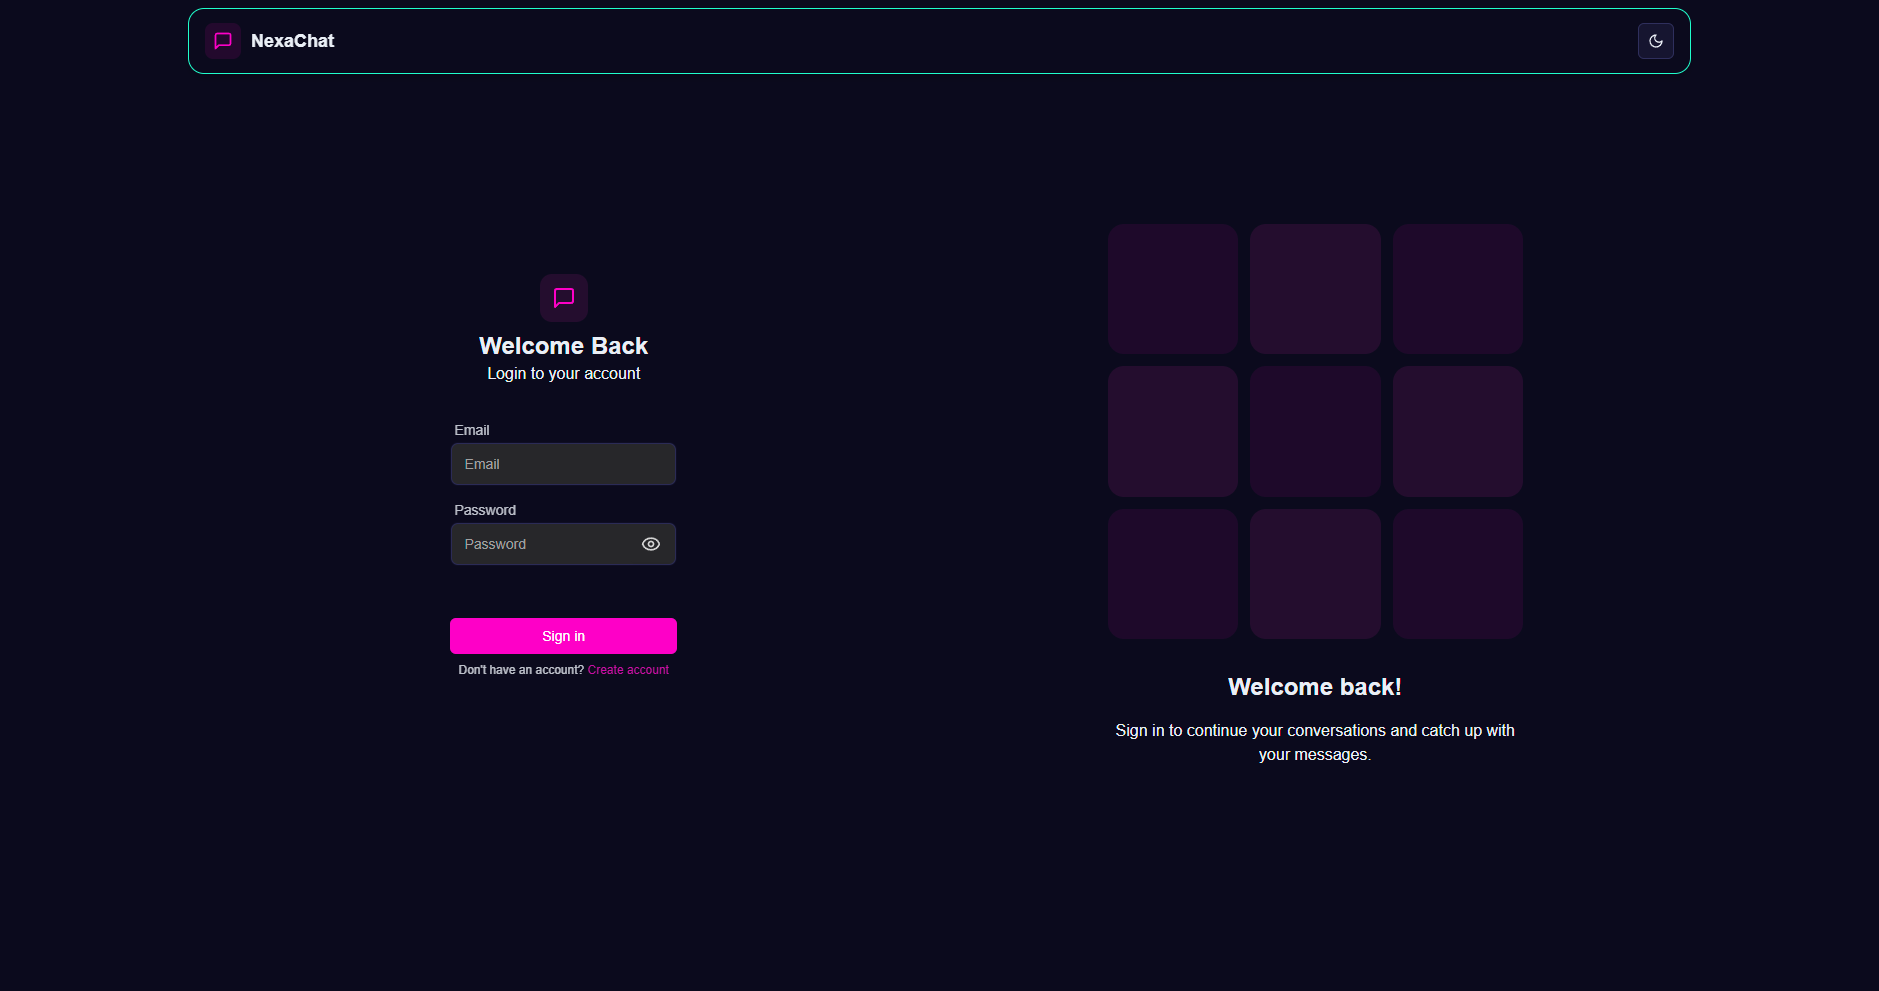 NexaChat
Welcome Back
Login to your account
Email
Email
Password
Password
Sign in
Don't have an account? Create account
Welcome back!
Sign in to continue your conversations and catch up with
your messages.